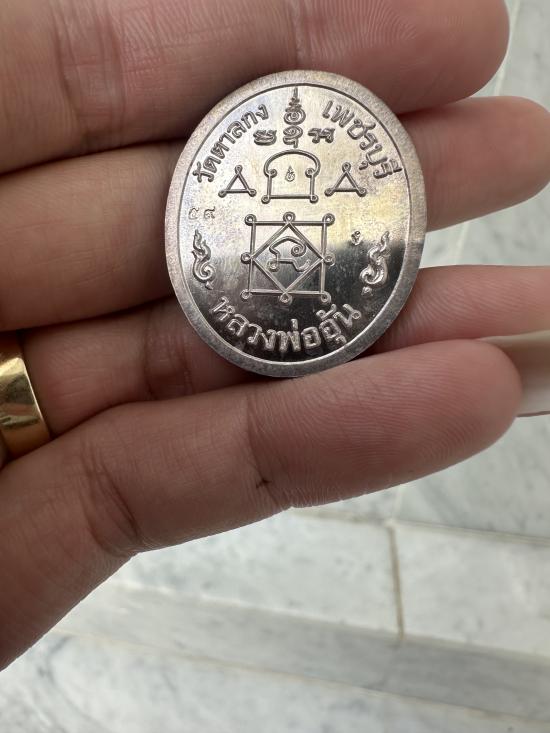 วัดตาลกง เพชรบุรี
๕๙
หลวงพ่ออุ้น